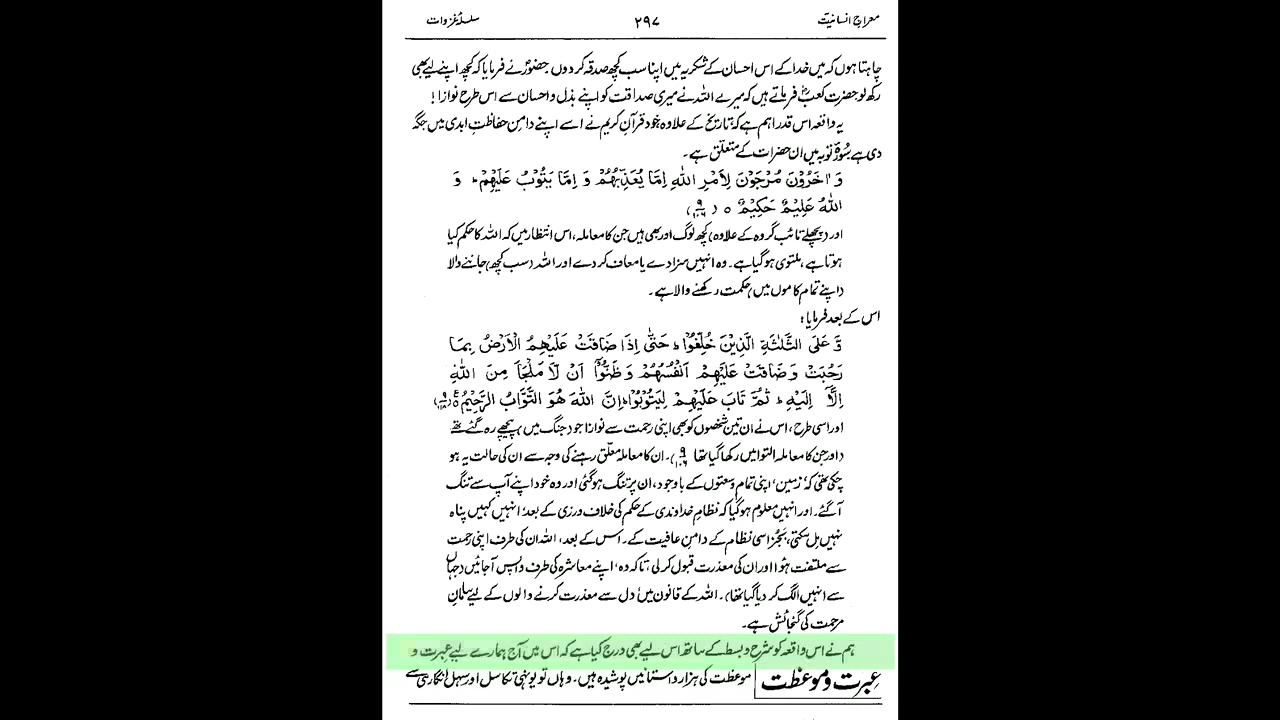 معراجِ انسانیت ۲۹۷ سلسلۂ غزوات
چاہتا ہوں کہ میں خدا کے اس احسان کے شکریہ میں اپنا سب کچھ صدقہ کر دوں۔ حضورؐ نے فرمایا کہ کچھ اپنے لیے بھی
رکھ لو۔ حضرت کعبؓ فرماتے ہیں کہ میرے اللہ نے میری صداقت کو اپنے بذل و احسان سے اس طرح نوازا!
یہ واقعہ اس قدر اہم ہے کہ تاریخ کے علاوہ خود قرآنِ کریم نے اسے اپنے دامنِ حفاظتِ ابدی میں جگہ
دی ہے۔ سورۂ توبہ میں ان حضرات کے متعلق ہے۔
وَ اٰخَرُوْنَ مُرْجَوْنَ لِاَمْرِ اللّٰهِ اِمَّا یُعَذِّبُهُمْ وَ اِمَّا یَتُوْبُ عَلَیْهِمْ ؕ وَ
اللّٰهُ عَلِیْمٌ حَکِیْمٌ ○ (۹/۱۰۶)
اور (پچھلے تائب گروہ کے علاوہ) کچھ لوگ اور بھی ہیں جن کا معاملہ، اس انتظار میں کہ اللہ کا حکم کیا
ہوتا ہے، ملتوی ہو گیا ہے۔ وہ انہیں سزا دے یا معاف کر دے اور اللہ (سب کچھ) جاننے والا
(اپنے تمام کاموں میں) حکمت رکھنے والا ہے۔
اس کے بعد فرمایا:
وَّ عَلَی الثَّلٰثَةِ الَّذِیْنَ خُلِّفُوْا ؕ حَتّٰۤی اِذَا ضَاقَتْ عَلَیْهِمُ الْاَرْضُ بِمَا
رَحُبَتْ وَ ضَاقَتْ عَلَیْهِمْ اَنْفُسُهُمْ وَ ظَنُّوْۤا اَنْ لَّا مَلْجَاَ مِنَ اللّٰهِ
اِلَّاۤ اِلَیْهِ ؕ ثُمَّ تَابَ عَلَیْهِمْ لِیَتُوْبُوْا ؕ اِنَّ اللّٰهَ هُوَ التَّوَّابُ الرَّحِیْمُ ○ (۹/۱۱۸)
اور اسی طرح، اس نے ان تین شخصوں کو بھی اپنی رحمت سے نوازا جو (جنگ میں) پیچھے رہ گئے تھے
(اور جن کا معاملہ التوا میں رکھا گیا تھا ۹/۱۰۶)۔ ان کا معاملہ معلّق رہنے کی وجہ سے ان کی حالت یہ ہو
چکی تھی کہ زمین، اپنی تمام وسعتوں کے باوجود، ان پر تنگ ہو گئی اور وہ خود اپنے آپ سے تنگ
آ گئے۔ اور انہیں معلوم ہو گیا کہ نظامِ خداوندی کے حکم کی خلاف ورزی کے بعد، انہیں کہیں پناہ
نہیں مل سکتی، بجز اسی نظام کے دامنِ عافیت کے۔ اس کے بعد، اللہ ان کی طرف اپنی رحمت
سے ملتفت ہوا اور ان کی معذرت قبول کر لی تاکہ وہ، اپنے معاشرہ کی طرف واپس آ جائیں (جہاں
سے انہیں الگ کر دیا گیا تھا)۔ اللہ کے قانون میں دل سے معذرت کرنے والوں کے لیے سامانِ
مرحمت کی گنجائش ہے۔
ہم نے اس واقعہ کو شرح و بسط کے ساتھ اس لیے بھی درج کیا ہے کہ اس میں آج ہمارے لیے عبرت و
عبرت و موعظت موعظت کی ہزار داستانیں پوشیدہ ہیں۔ وہاں تو یونہی تکاسل اور سہل انگاری سے